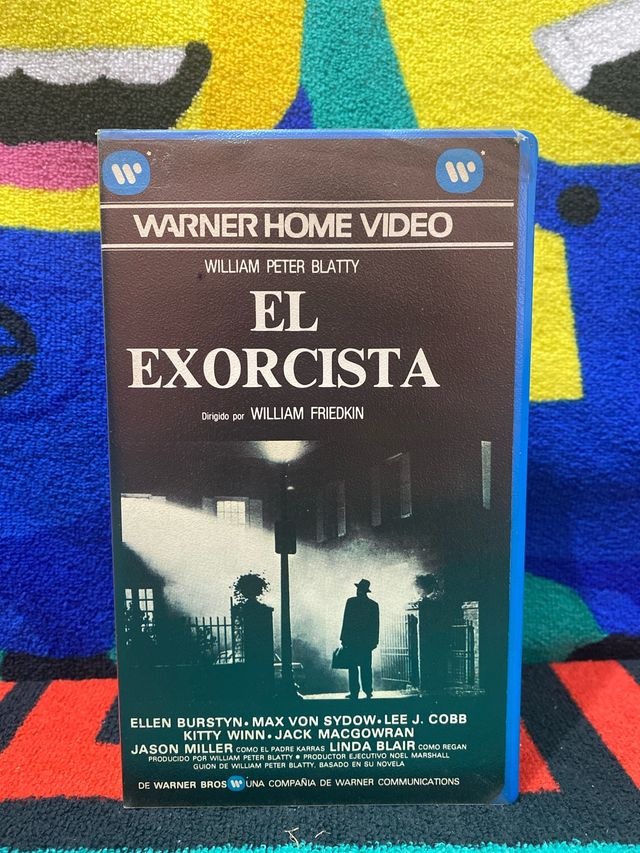 WARNER HOME VIDEO
WILLIAM PETER BLATTY
EL
EXORCISTA
Dirigido por WILLIAM FRIEDKIN
ELLEN BURSTYN • MAX VON SYDOW • LEE J. COBB
KITTY WINN • JACK MACGOWRAN
JASON MILLER COMO EL PADRE KARRAS LINDA BLAIR COMO REGAN
PRODUCIDO POR WILLIAM PETER BLATTY • PRODUCTOR EJECUTIVO NOEL MARSHALL
GUION DE WILLIAM PETER BLATTY, BASADO EN SU NOVELA
DE WARNER BROS UNA COMPAÑIA DE WARNER COMMUNICATIONS